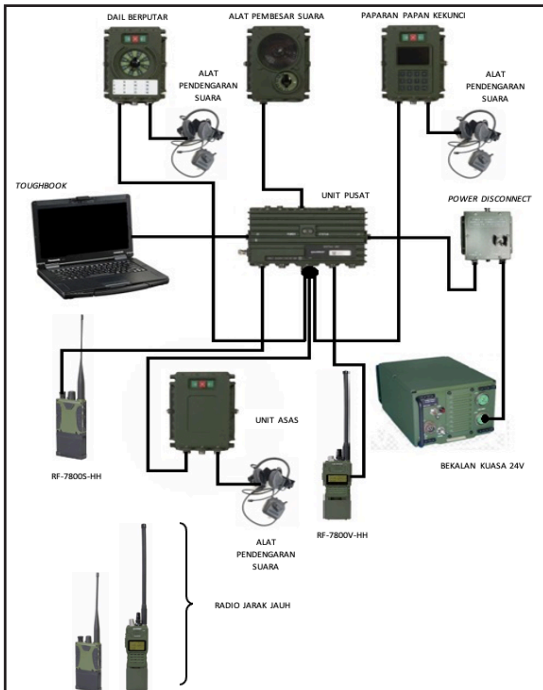 DAIL BERPUTAR
ALAT PEMBESAR SUARA
PAPARAN PAPAN KEKUNCI
ALAT
PENDENGARAN
SUARA
ALAT
PENDENGARAN
SUARA
TOUGHBOOK
UNIT PUSAT
POWER DISCONNECT
RF-7800S-HH
UNIT ASAS
BEKALAN KUASA 24V
RF-7800V-HH
ALAT
PENDENGARAN
SUARA
RADIO JARAK JAUH